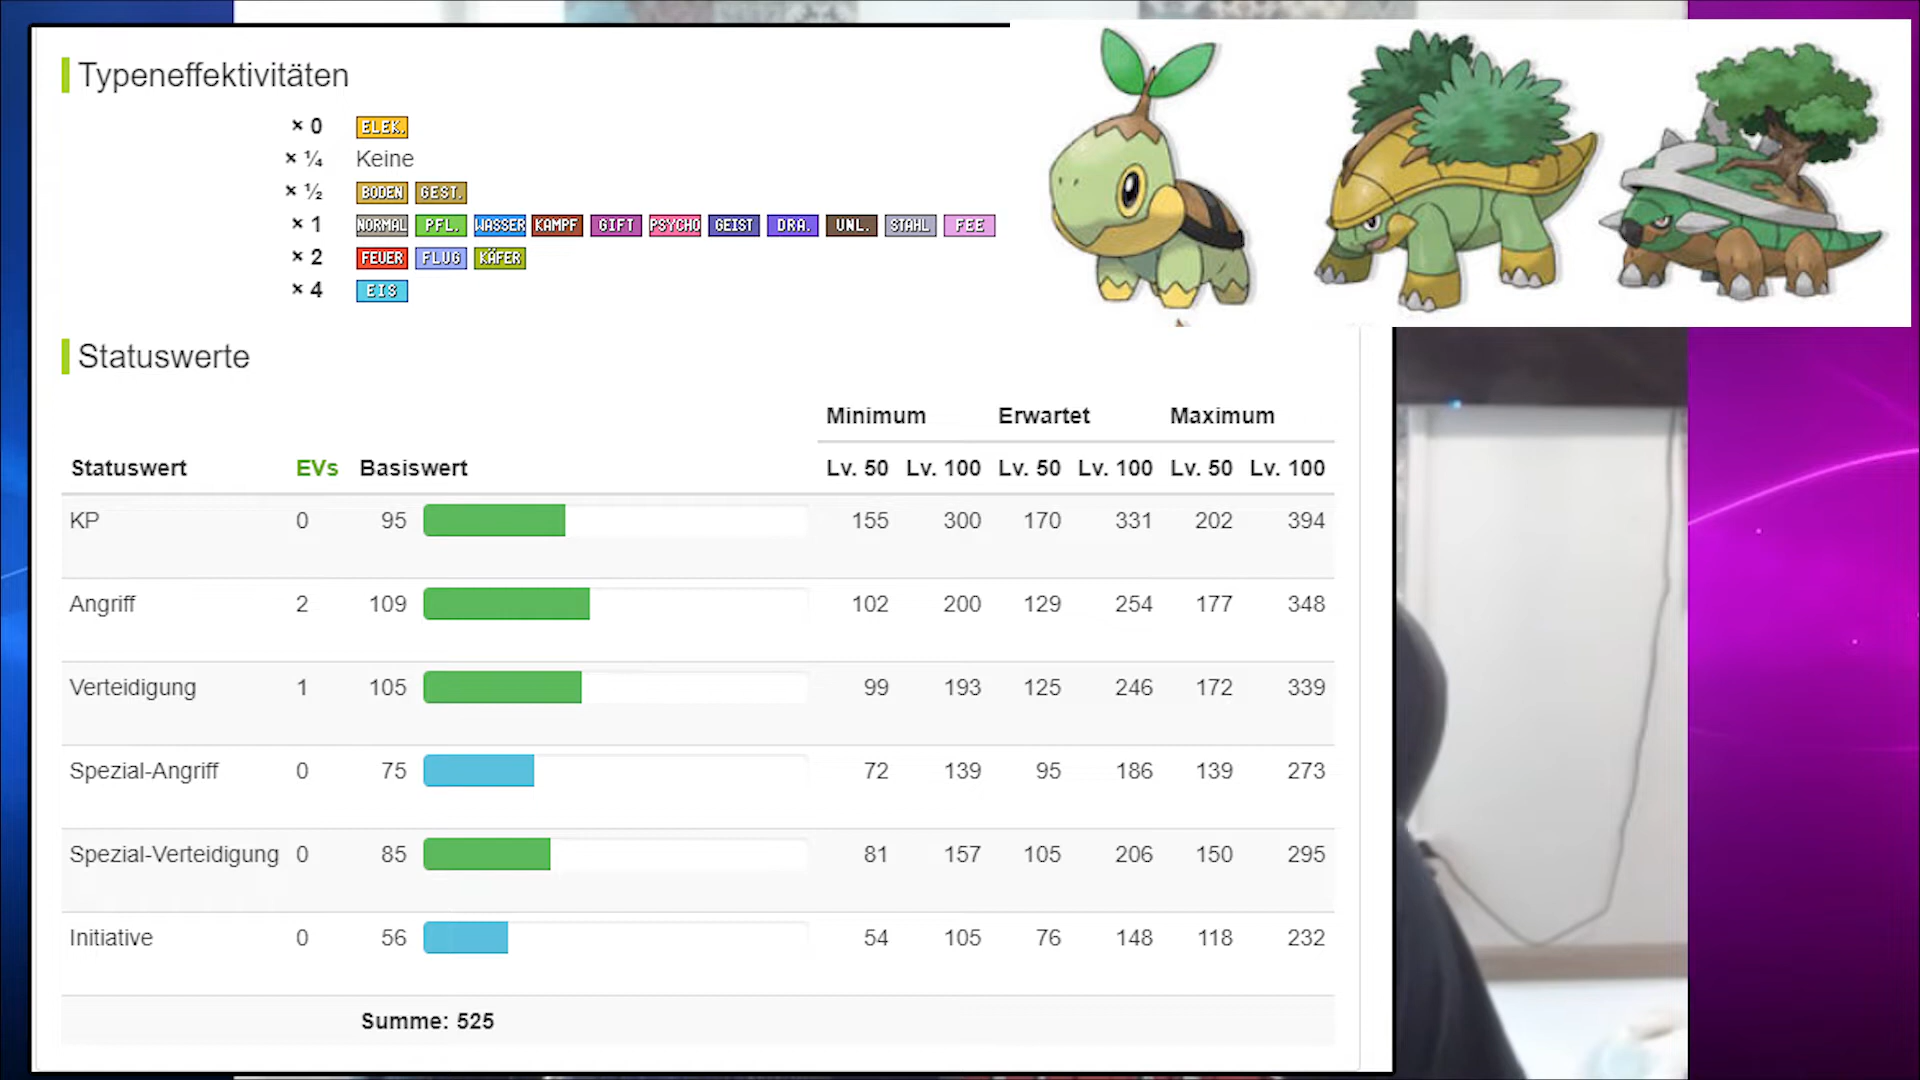 Typeneffektivitäten
× 0 ELEK.
× ¼ Keine
× ½ BODEN GEST.
× 1 NORMAL PFL. WASSER KAMPF GIFT PSYCHO GEIST DRA. UNL. STAHL FEE
× 2 FEUER FLUG KÄFER
× 4 EIS
Statuswerte
Minimum Erwartet Maximum
Statuswert EVs Basiswert Lv. 50 Lv. 100 Lv. 50 Lv. 100 Lv. 50 Lv. 100
KP 0 95 155 300 170 331 202 394
Angriff 2 109 102 200 129 254 177 348
Verteidigung 1 105 99 193 125 246 172 339
Spezial-Angriff 0 75 72 139 95 186 139 273
Spezial-Verteidigung 0 85 81 157 105 206 150 295
Initiative 0 56 54 105 76 148 118 232
Summe: 525